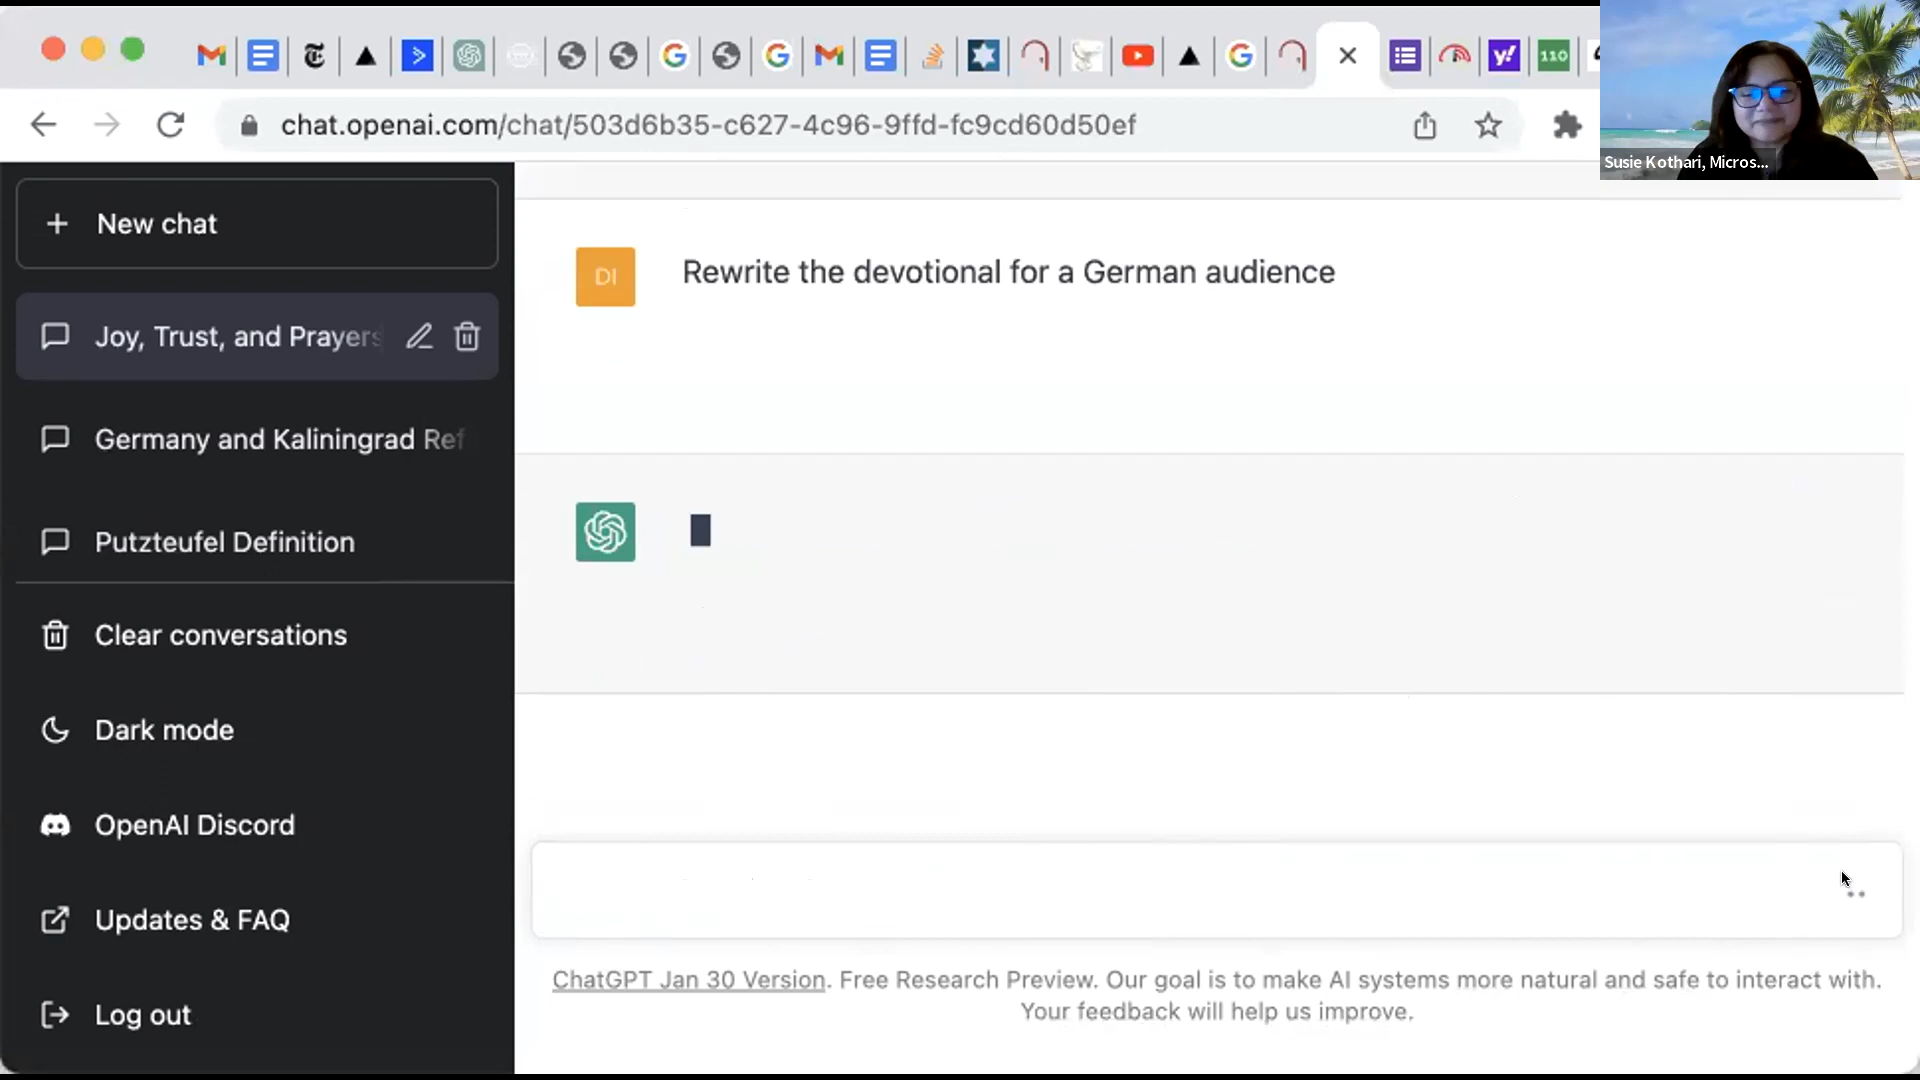 chat.openai.com/chat/503d6b35-c627-4c96-9ffd-fc9cd60d50ef
110
Susie Kothari, Micros...
New chat
Joy, Trust, and Prayers
Germany and Kaliningrad Ref
Putzteufel Definition
Clear conversations
Dark mode
OpenAI Discord
Updates & FAQ
Log out
DI
Rewrite the devotional for a German audience
ChatGPT Jan 30 Version. Free Research Preview. Our goal is to make AI systems more natural and safe to interact with.
Your feedback will help us improve.